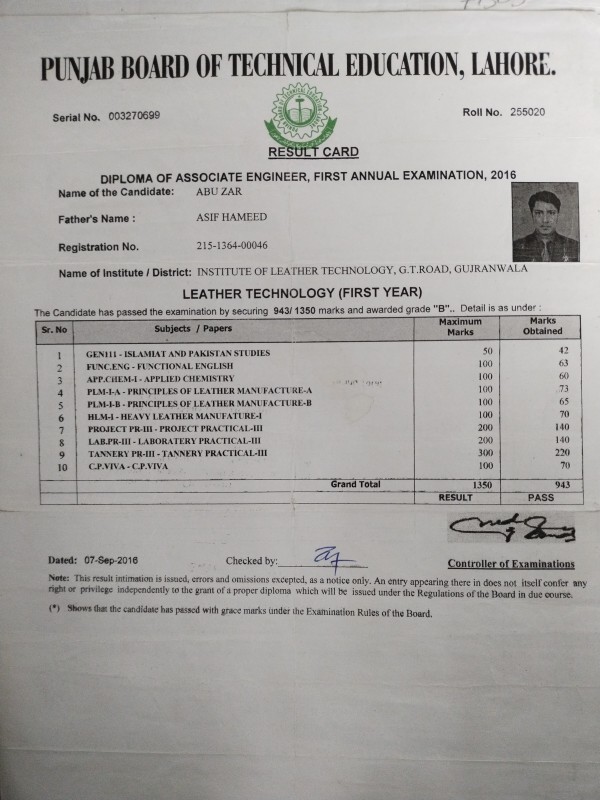 PUNJAB BOARD OF TECHNICAL EDUCATION, LAHORE.
Serial No. 003270699
Roll No. 255020
RESULT CARD
DIPLOMA OF ASSOCIATE ENGINEER, FIRST ANNUAL EXAMINATION, 2016
Name of the Candidate: ABU ZAR
Father's Name : ASIF HAMEED
Registration No. 215-1364-00046
Name of Institute / District: INSTITUTE OF LEATHER TECHNOLOGY, G.T.ROAD, GUJRANWALA
LEATHER TECHNOLOGY (FIRST YEAR)
The Candidate has passed the examination by securing 943/ 1350 marks and awarded grade "B".. Detail is as under :
Sr. No Subjects / Papers Maximum Marks Marks Obtained
1 GEN111 - ISLAMIAT AND PAKISTAN STUDIES 50 42
2 FUNC.ENG - FUNCTIONAL ENGLISH 100 63
3 APP.CHEM-I - APPLIED CHEMISTRY 100 60
4 PLM-I-A - PRINCIPLES OF LEATHER MANUFACTURE-A 100 73
5 PLM-I-B - PRINCIPLES OF LEATHER MANUFACTURE-B 100 65
6 HLM-I - HEAVY LEATHER MANUFATURE-I 100 70
7 PROJECT PR-III - PROJECT PRACTICAL-III 200 140
8 LAB.PR-III - LABORATERY PRACTICAL-III 200 140
9 TANNERY PR-III - TANNERY PRACTICAL-III 300 220
10 C.P.VIVA - C.P.VIVA 100 70
Grand Total 1350 943
RESULT PASS
Dated: 07-Sep-2016 Checked by:
Controller of Examinations
Note: This result intimation is issued, errors and omissions excepted, as a notice only. An entry appearing there in does not itself confer any
right or privilege independently to the grant of a proper diploma which will be issued under the Regulations of the Board in due course.
(*) Shows that the candidate has passed with grace marks under the Examination Rules of the Board.